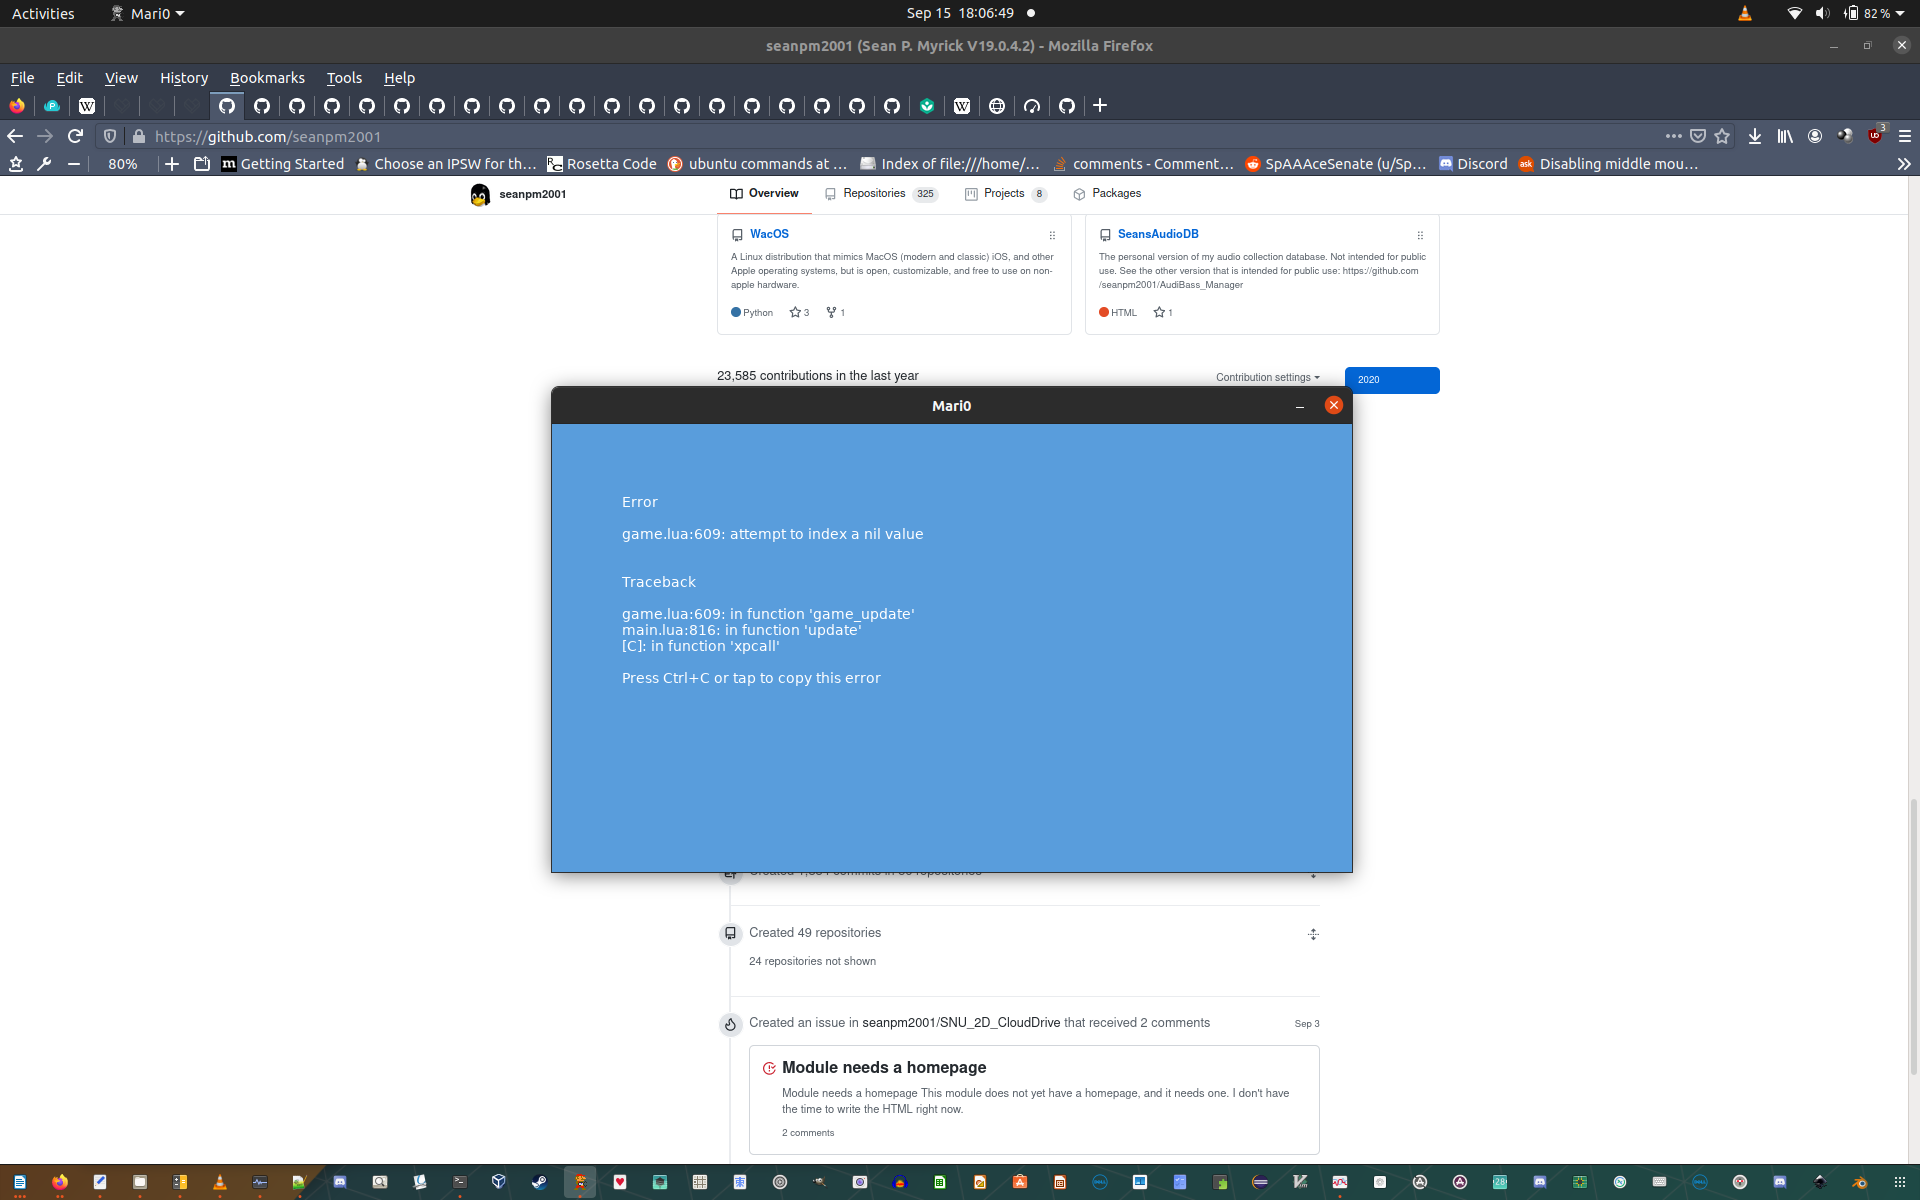 Activities
Mari0
Sep 15 18:06:49
82 %
seanpm2001 (Sean P. Myrick V19.0.4.2) - Mozilla Firefox
File Edit View History Bookmarks Tools Help
https://github.com/seanpm2001
3
80%
Getting Started
Choose an IPSW for th…
Rosetta Code
ubuntu commands at …
Index of file:///home/…
comments - Comment…
SpAAAceSenate (u/Sp…
Discord
Disabling middle mou…
seanpm2001
Overview
Repositories 325
Projects 8
Packages
WacOS
A Linux distribution that mimics MacOS (modern and classic) iOS, and other
Apple operating systems, but is open, customizable, and free to use on non-
apple hardware.
Python 3 1
SeansAudioDB
The personal version of my audio collection database. Not intended for public
use. See the other version that is intended for public use: https://github.com
/seanpm2001/AudiBass_Manager
HTML 1
23,585 contributions in the last year
Contribution settings
2020
Mari0
Error
game.lua:609: attempt to index a nil value
Traceback
game.lua:609: in function 'game_update'
main.lua:816: in function 'update'
[C]: in function 'xpcall'
Press Ctrl+C or tap to copy this error
Created 49 repositories
24 repositories not shown
Created an issue in seanpm2001/SNU_2D_CloudDrive that received 2 comments
Sep 3
Module needs a homepage
Module needs a homepage This module does not yet have a homepage, and it needs one. I don't have
the time to write the HTML right now.
2 comments